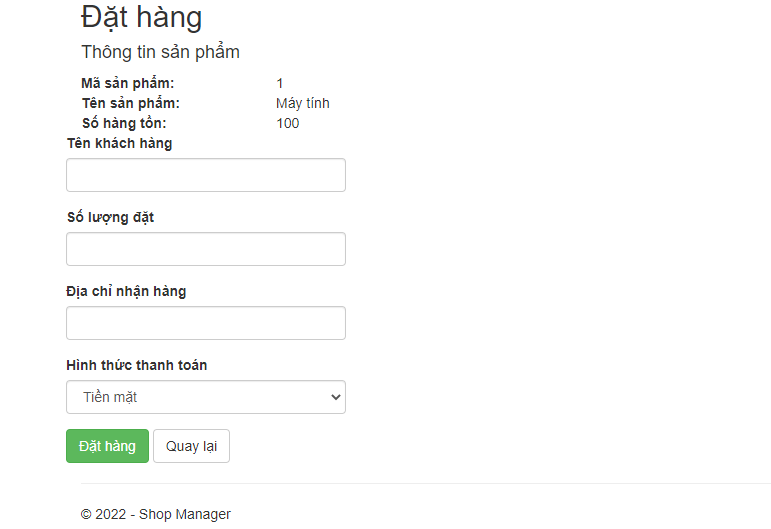 Đặt hàng
Thông tin sản phẩm
Mã sản phẩm: 1
Tên sản phẩm: Máy tính
Số hàng tồn: 100
Tên khách hàng
Số lượng đặt
Địa chỉ nhận hàng
Hình thức thanh toán
Tiền mặt
Đặt hàng Quay lại
© 2022 - Shop Manager